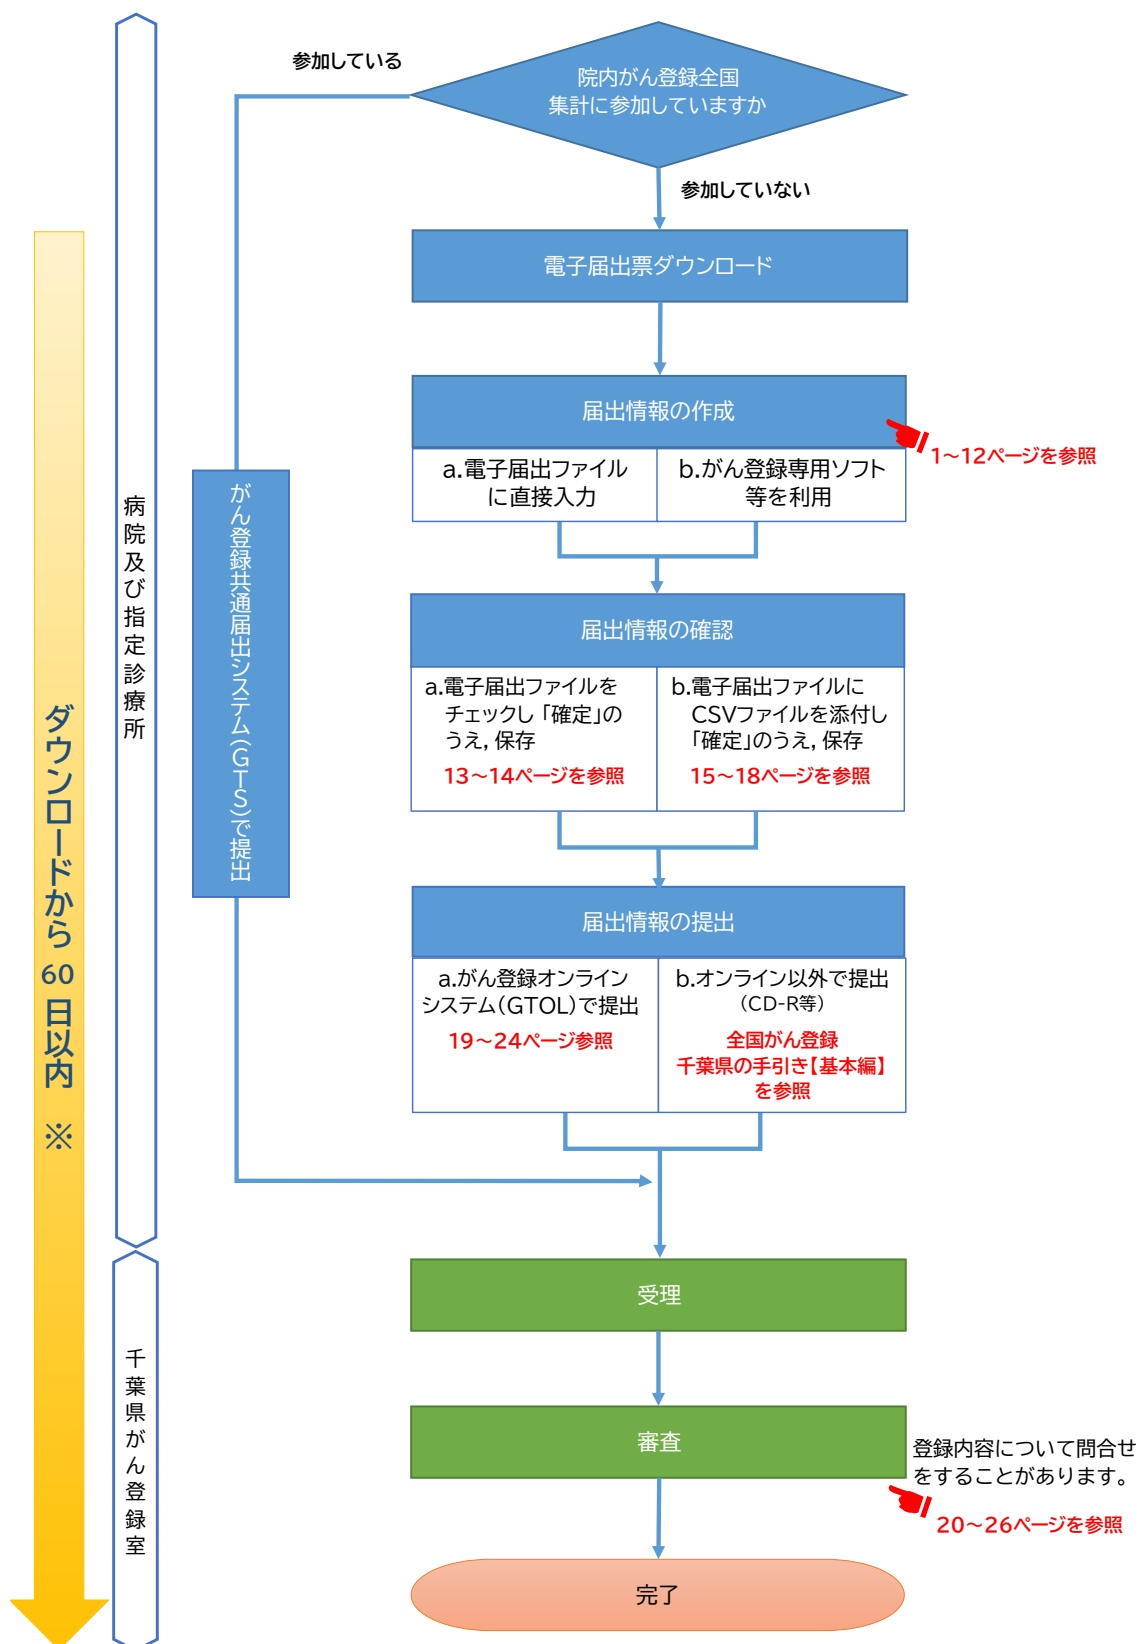 参加している
院内がん登録全国
集計に参加していますか
参加していない
電子届出票ダウンロード
届出情報の作成
1～12ページを参照
a.電子届出ファイル
に直接入力
b.がん登録専用ソフト
等を利用
届出情報の確認
a.電子届出ファイルを
チェックし「確定」の
うえ，保存
13～14ページを参照
b.電子届出ファイルに
CSVファイルを添付し
「確定」のうえ，保存
15～18ページを参照
届出情報の提出
a.がん登録オンライン
システム（GTOL）で提出
19～24ページ参照
b.オンライン以外で提出
（CD-R等）
全国がん登録
千葉県の手引き【基本編】
を参照
がん登録共通届出システム（GTS）で提出
病院及び指定診療所
ダウンロードから 60 日以内 ※
受理
審査
登録内容について問合せ
をすることがあります。
20～26ページを参照
千葉県がん登録室
完了